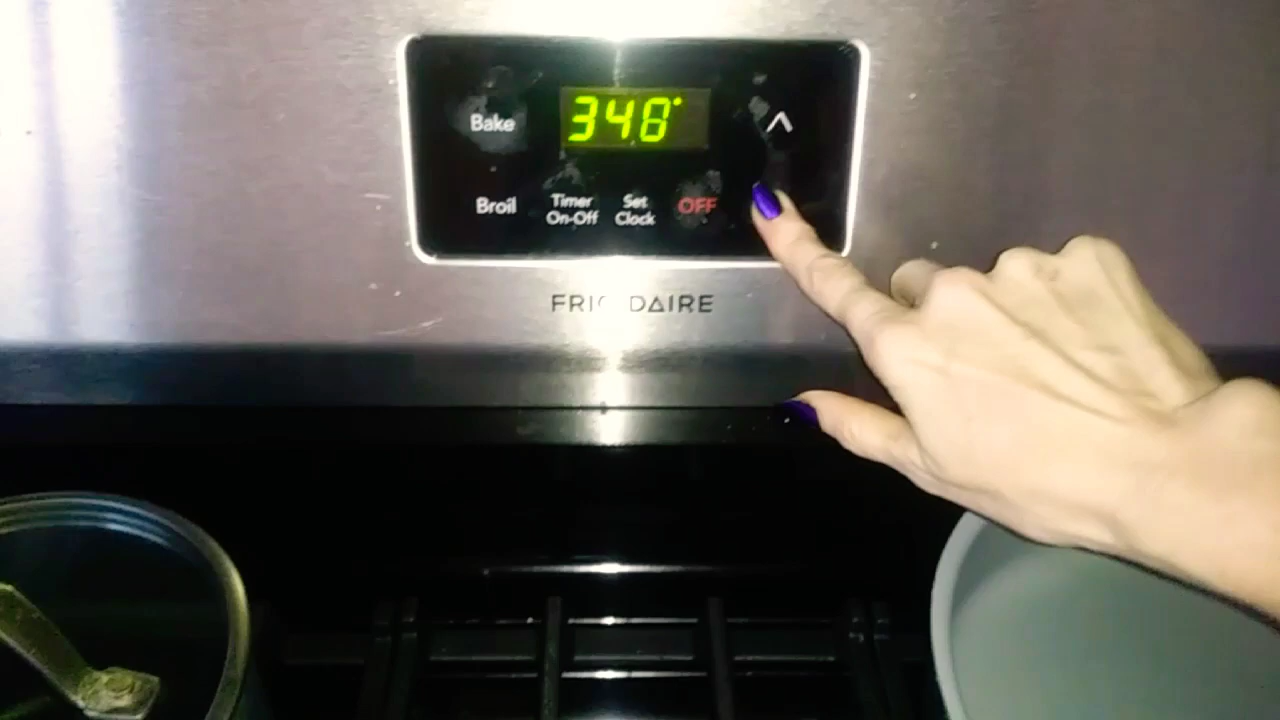 Bake
348°
^
Broil
Timer On-Off
Set Clock
OFF
FRIGIDAIRE